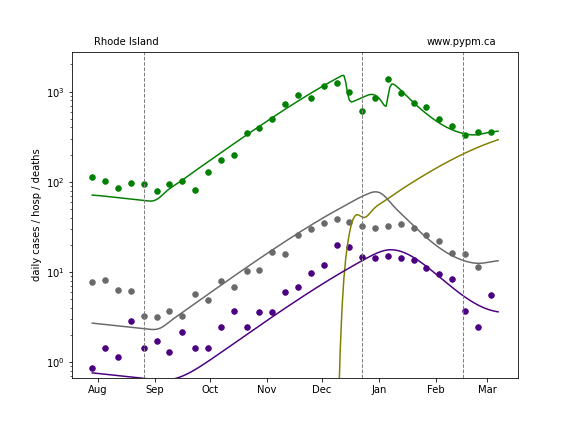 Rhode Island
www.pypm.ca
daily cases / hosp / deaths
10³
10²
10¹
10⁰
Aug Sep Oct Nov Dec Jan Feb Mar